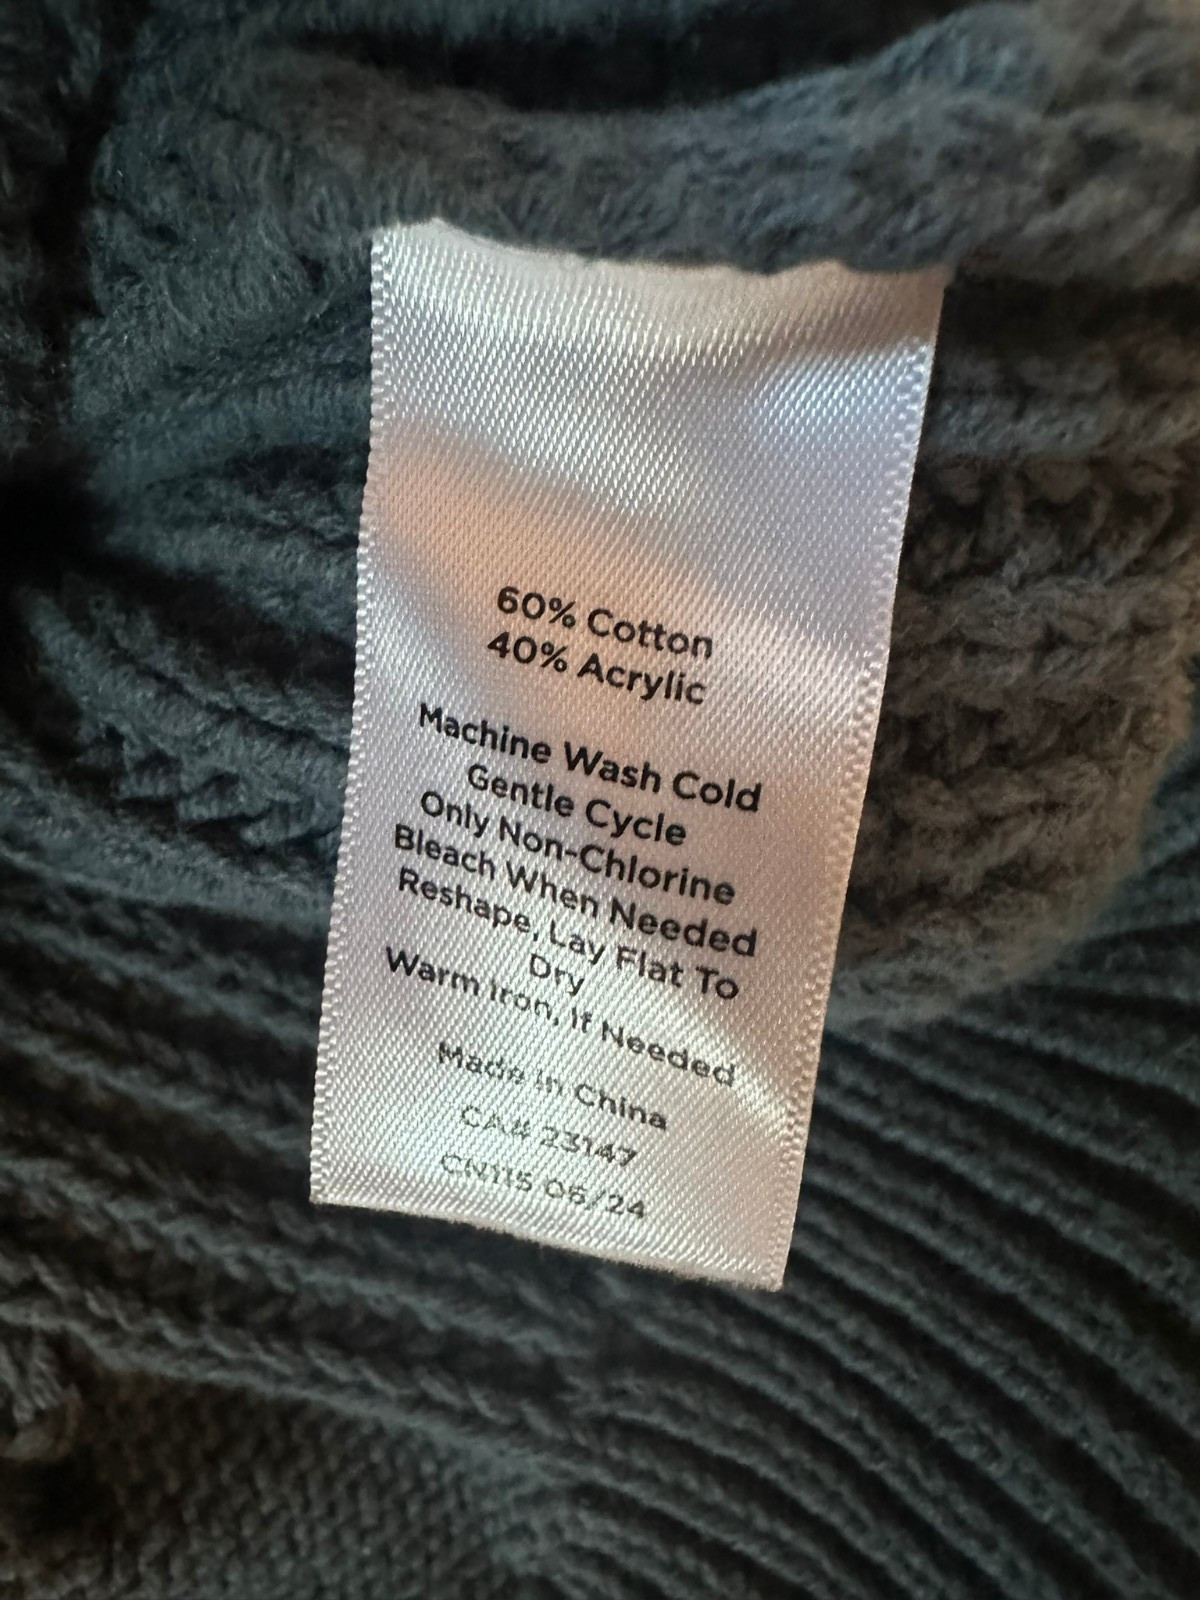 60% Cotton
40% Acrylic
Machine Wash Cold
Gentle Cycle
Only Non-Chlorine
Bleach When Needed
Reshape, Lay Flat To
Dry
Warm Iron, If Needed
Made in China
CA# 23147
CN115 06/24